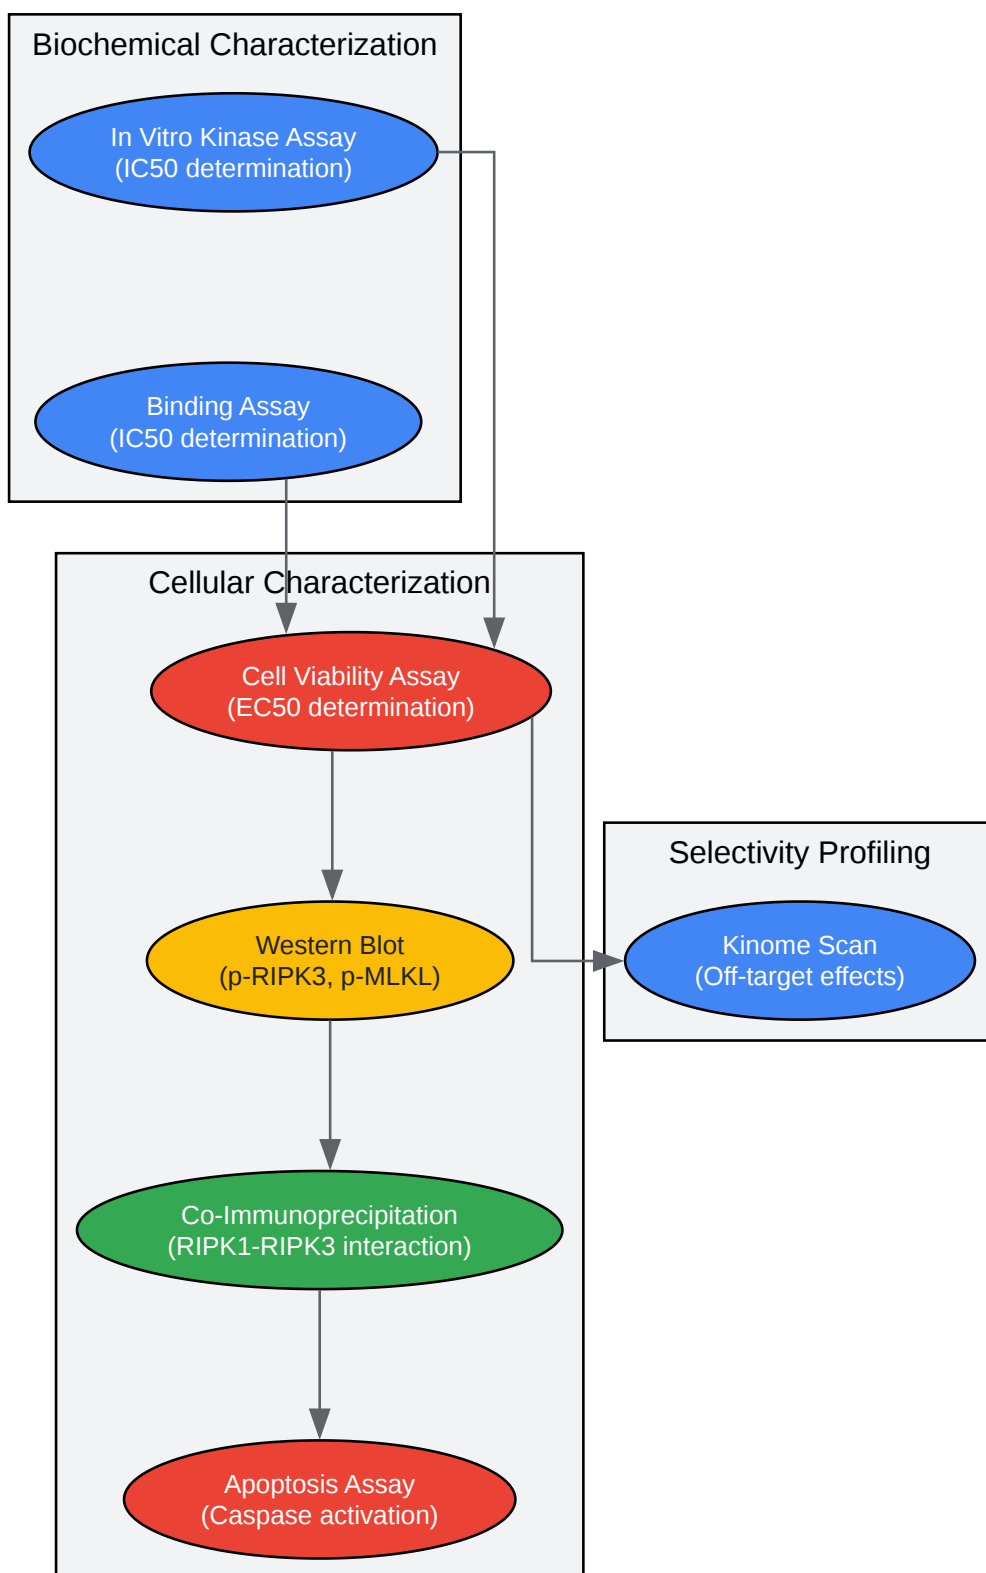 Biochemical Characterization
In Vitro Kinase Assay
(IC50 determination)
Binding Assay
(IC50 determination)
Cellular Characterization
Cell Viability Assay
(EC50 determination)
Selectivity Profiling
Western Blot
(p-RIPK3, p-MLKL)
Kinome Scan
(Off-target effects)
Co-Immunoprecipitation
(RIPK1-RIPK3 interaction)
Apoptosis Assay
(Caspase activation)